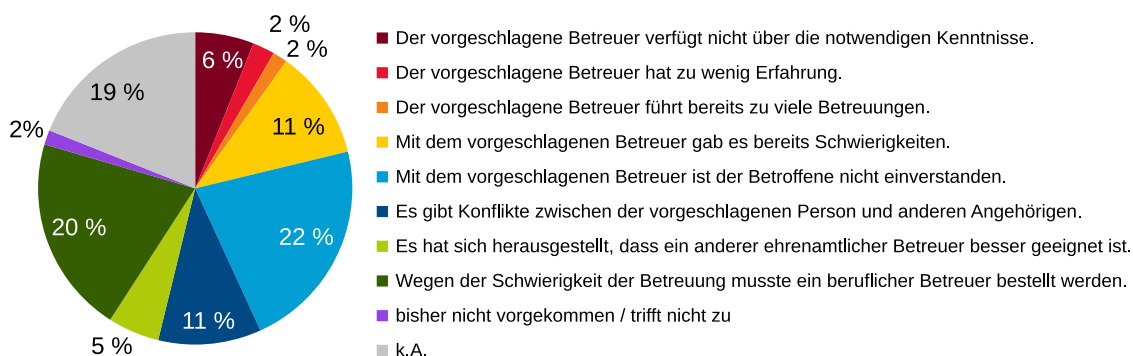 2 %
2 %
6 %
11 %
22 %
11 %
5 %
20 %
2%
19 %
Der vorgeschlagene Betreuer verfügt nicht über die notwendigen Kenntnisse.
Der vorgeschlagene Betreuer hat zu wenig Erfahrung.
Der vorgeschlagene Betreuer führt bereits zu viele Betreuungen.
Mit dem vorgeschlagenen Betreuer gab es bereits Schwierigkeiten.
Mit dem vorgeschlagenen Betreuer ist der Betroffene nicht einverstanden.
Es gibt Konflikte zwischen der vorgeschlagenen Person und anderen Angehörigen.
Es hat sich herausgestellt, dass ein anderer ehrenamtlicher Betreuer besser geeignet ist.
Wegen der Schwierigkeit der Betreuung musste ein beruflicher Betreuer bestellt werden.
bisher nicht vorgekommen / trifft nicht zu
k.A.